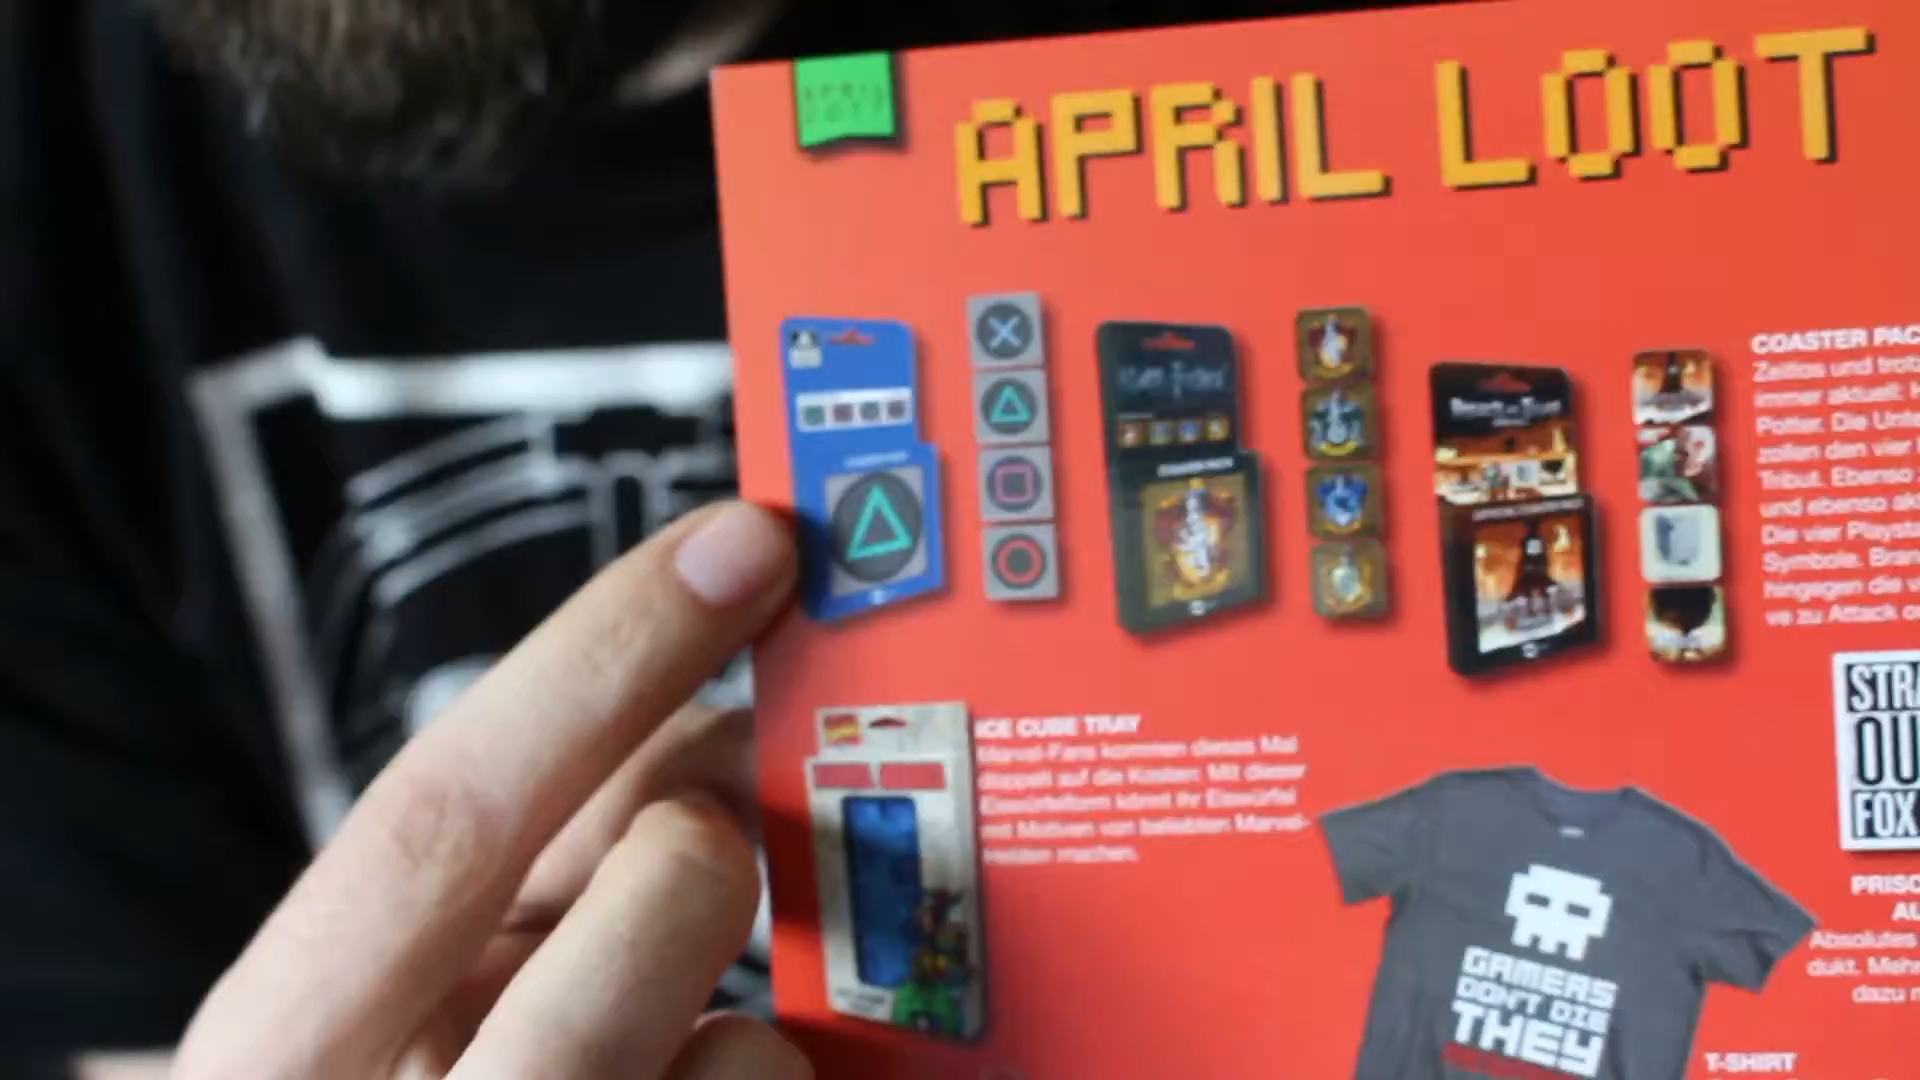 APRIL LOOT
COASTER PAC
Zeitlos und trotz
immer aktuell: H
Potter. Die Unte
zollen den vier
Tribut. Ebenso
und ebenso ak
Die vier Playsta
Symbole. Bran
hingegen die v
ve zu Attack o
COASTER PACK
ICE CUBE TRAY
Marvel-Fans kommen dieses Mal
doppelt auf die Kosten: Mit dieser
Eiswürfelform könnt ihr Eiswürfel
mit Motiven von beliebten Marvel-
Helden machen.
STRA
OU
FOX
PRISO
AU
Absolutes
dukt. Mehr
dazu
GAMERS
DON'T DIE
THEY
T-SHIRT